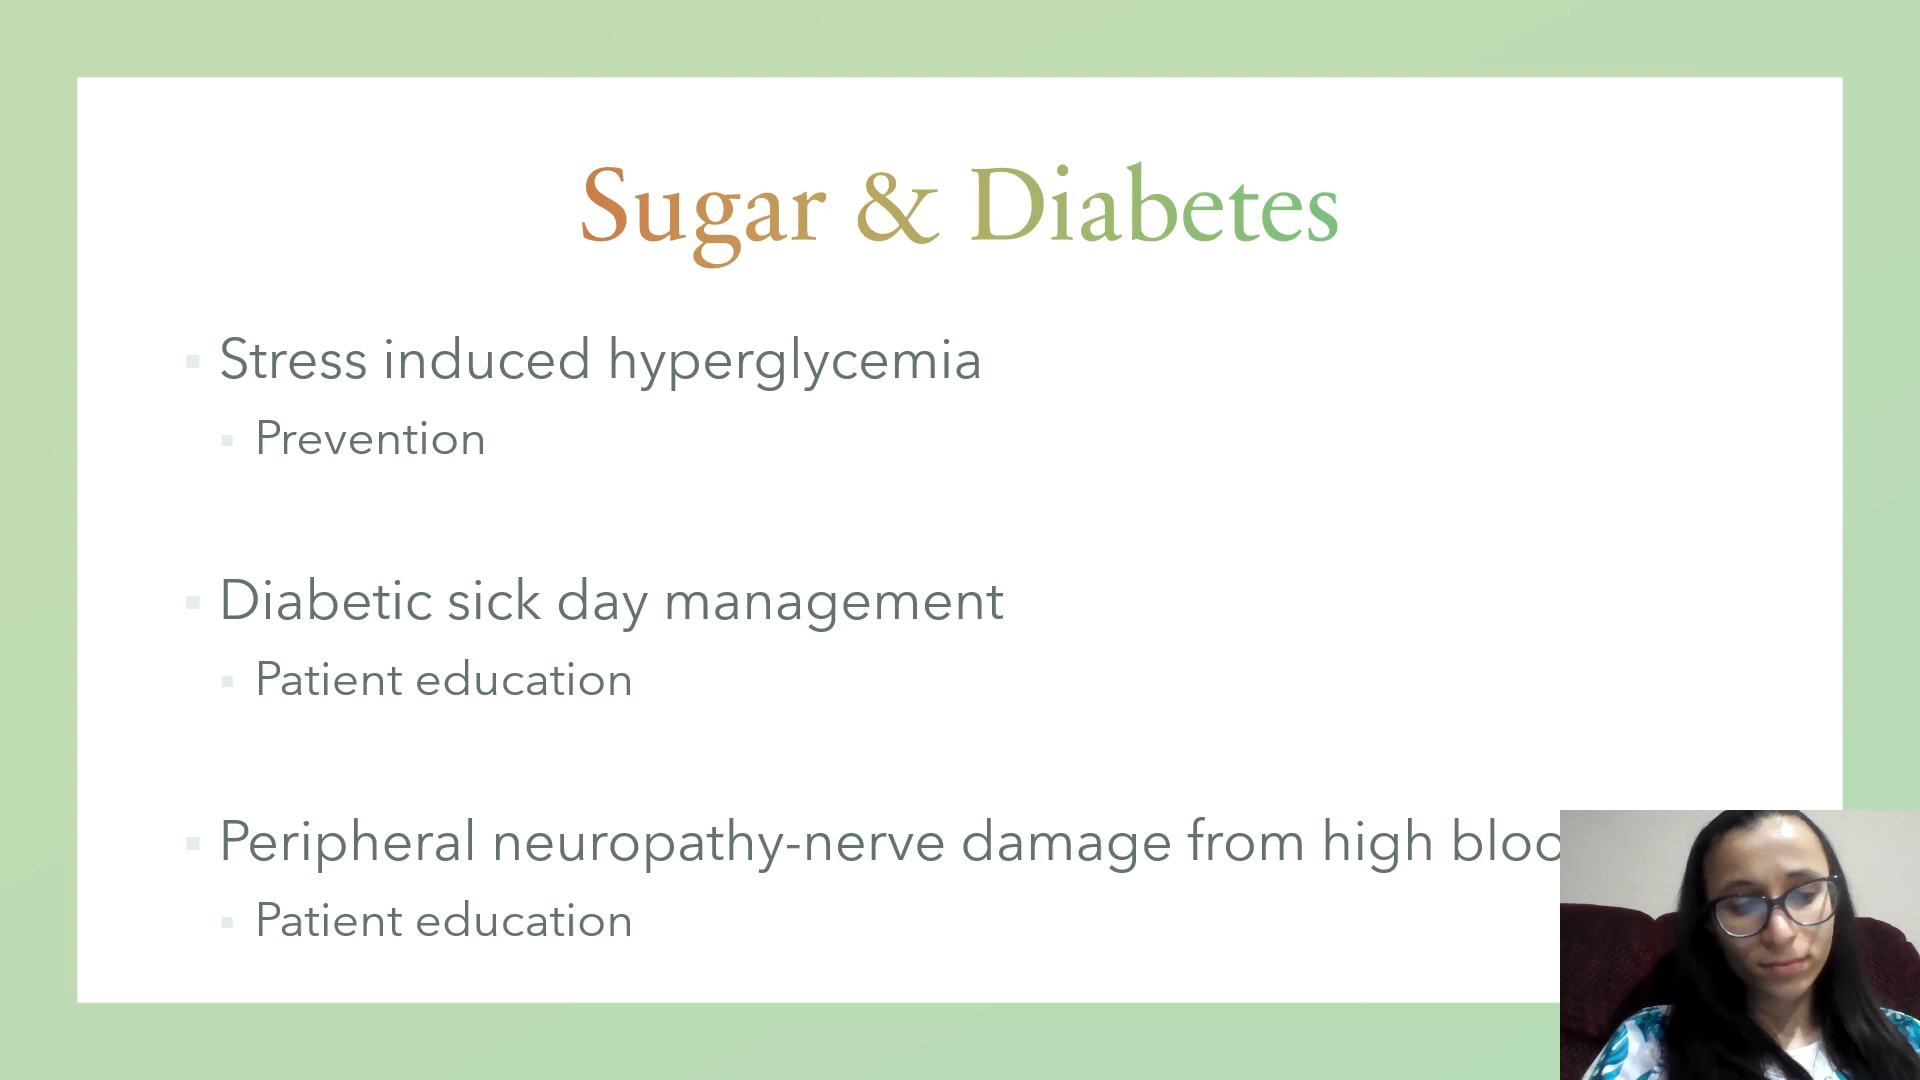 Sugar & Diabetes
Stress induced hyperglycemia
Prevention
Diabetic sick day management
Patient education
Peripheral neuropathy-nerve damage from high
Patient education